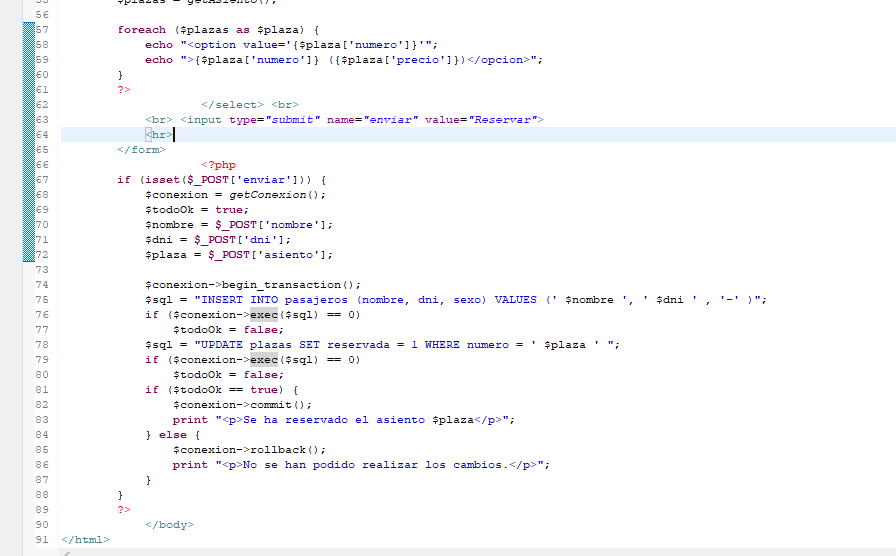 55 $plazas = getAsiento();
56
57 foreach ($plazas as $plaza) {
58 echo "<option value='{$plaza['numero']}'";
59 echo ">{$plaza['numero']} ({$plaza['precio']})</opcion>";
60 }
61 ?>
62 </select> <br>
63 <br> <input type="submit" name="enviar" value="Reservar">
64 <hr>
65 </form>
66 <?php
67 if (isset($_POST['enviar'])) {
68 $conexion = getConexion();
69 $todoOk = true;
70 $nombre = $_POST['nombre'];
71 $dni = $_POST['dni'];
72 $plaza = $_POST['asiento'];
73
74 $conexion->begin_transaction();
75 $sql = "INSERT INTO pasajeros (nombre, dni, sexo) VALUES (' $nombre ', ' $dni ' , '-' )";
76 if ($conexion->exec($sql) == 0)
77 $todoOk = false;
78 $sql = "UPDATE plazas SET reservada = 1 WHERE numero = ' $plaza ' ";
79 if ($conexion->exec($sql) == 0)
80 $todoOk = false;
81 if ($todoOk == true) {
82 $conexion->commit();
83 print "<p>Se ha reservado el asiento $plaza</p>";
84 } else {
85 $conexion->rollback();
86 print "<p>No se han podido realizar los cambios.</p>";
87 }
88 }
89 ?>
90 </body>
91 </html>